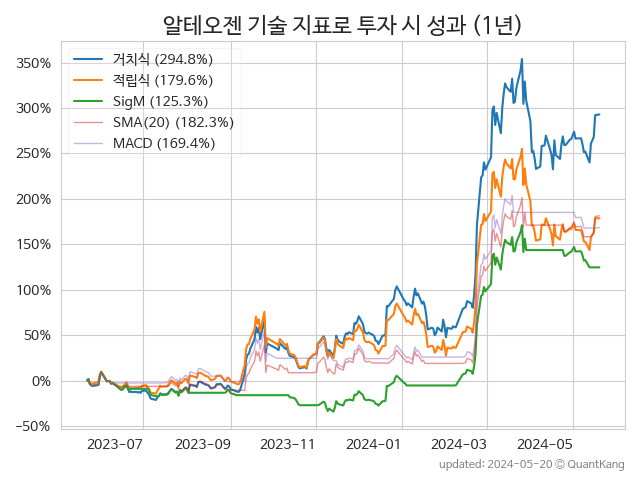 알테오젠 기술 지표로 투자 시 성과 (1년)
350%
300%
250%
200%
150%
100%
50%
0%
−50%
거치식 (294.8%)
적립식 (179.6%)
SigM (125.3%)
SMA(20) (182.3%)
MACD (169.4%)
2023-07
2023-09
2023-11
2024-01
2024-03
2024-05
updated: 2024-05-20 © QuantKang